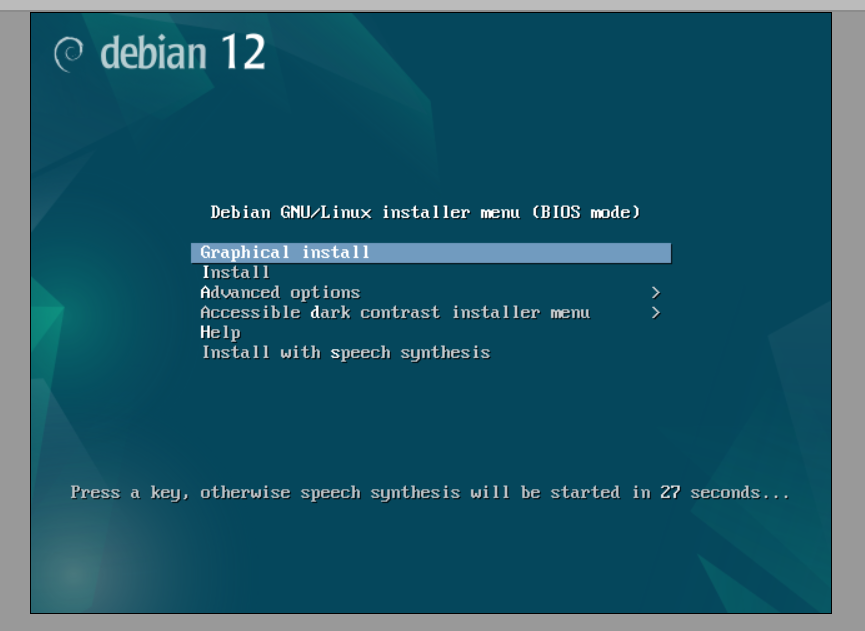 debian 12
Debian GNU/Linux installer menu (BIOS mode)
Graphical install
Install
Advanced options >
Accessible dark contrast installer menu >
Help
Install with speech synthesis
Press a key, otherwise speech synthesis will be started in 27 seconds...